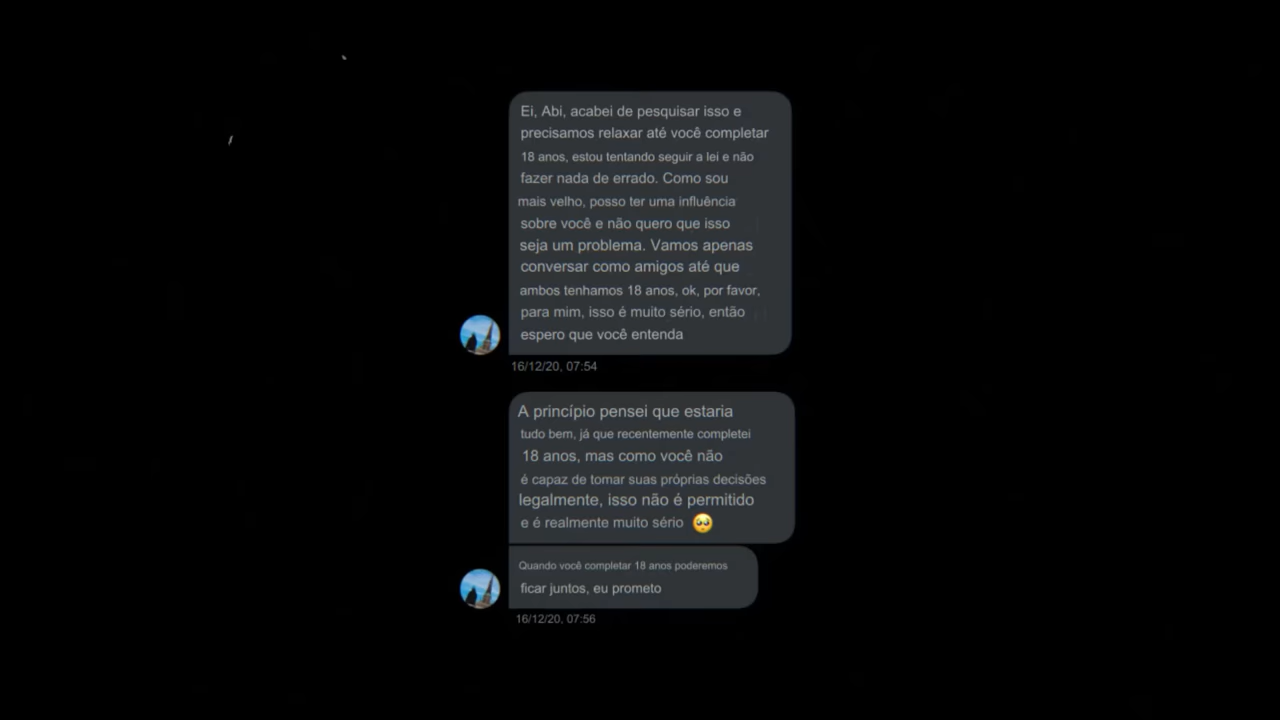 Ei, Abi, acabei de pesquisar isso e
precisamos relaxar até você completar
18 anos, estou tentando seguir a lei e não
fazer nada de errado. Como sou
mais velho, posso ter uma influência
sobre você e não quero que isso
seja um problema. Vamos apenas
conversar como amigos até que
ambos tenhamos 18 anos, ok, por favor,
para mim, isso é muito sério, então
espero que você entenda
16/12/20, 07:54
A princípio pensei que estaria
tudo bem, já que recentemente completei
18 anos, mas como você não
é capaz de tomar suas próprias decisões
legalmente, isso não é permitido
e é realmente muito sério 🥺
Quando você completar 18 anos poderemos
ficar juntos, eu prometo
16/12/20, 07:56